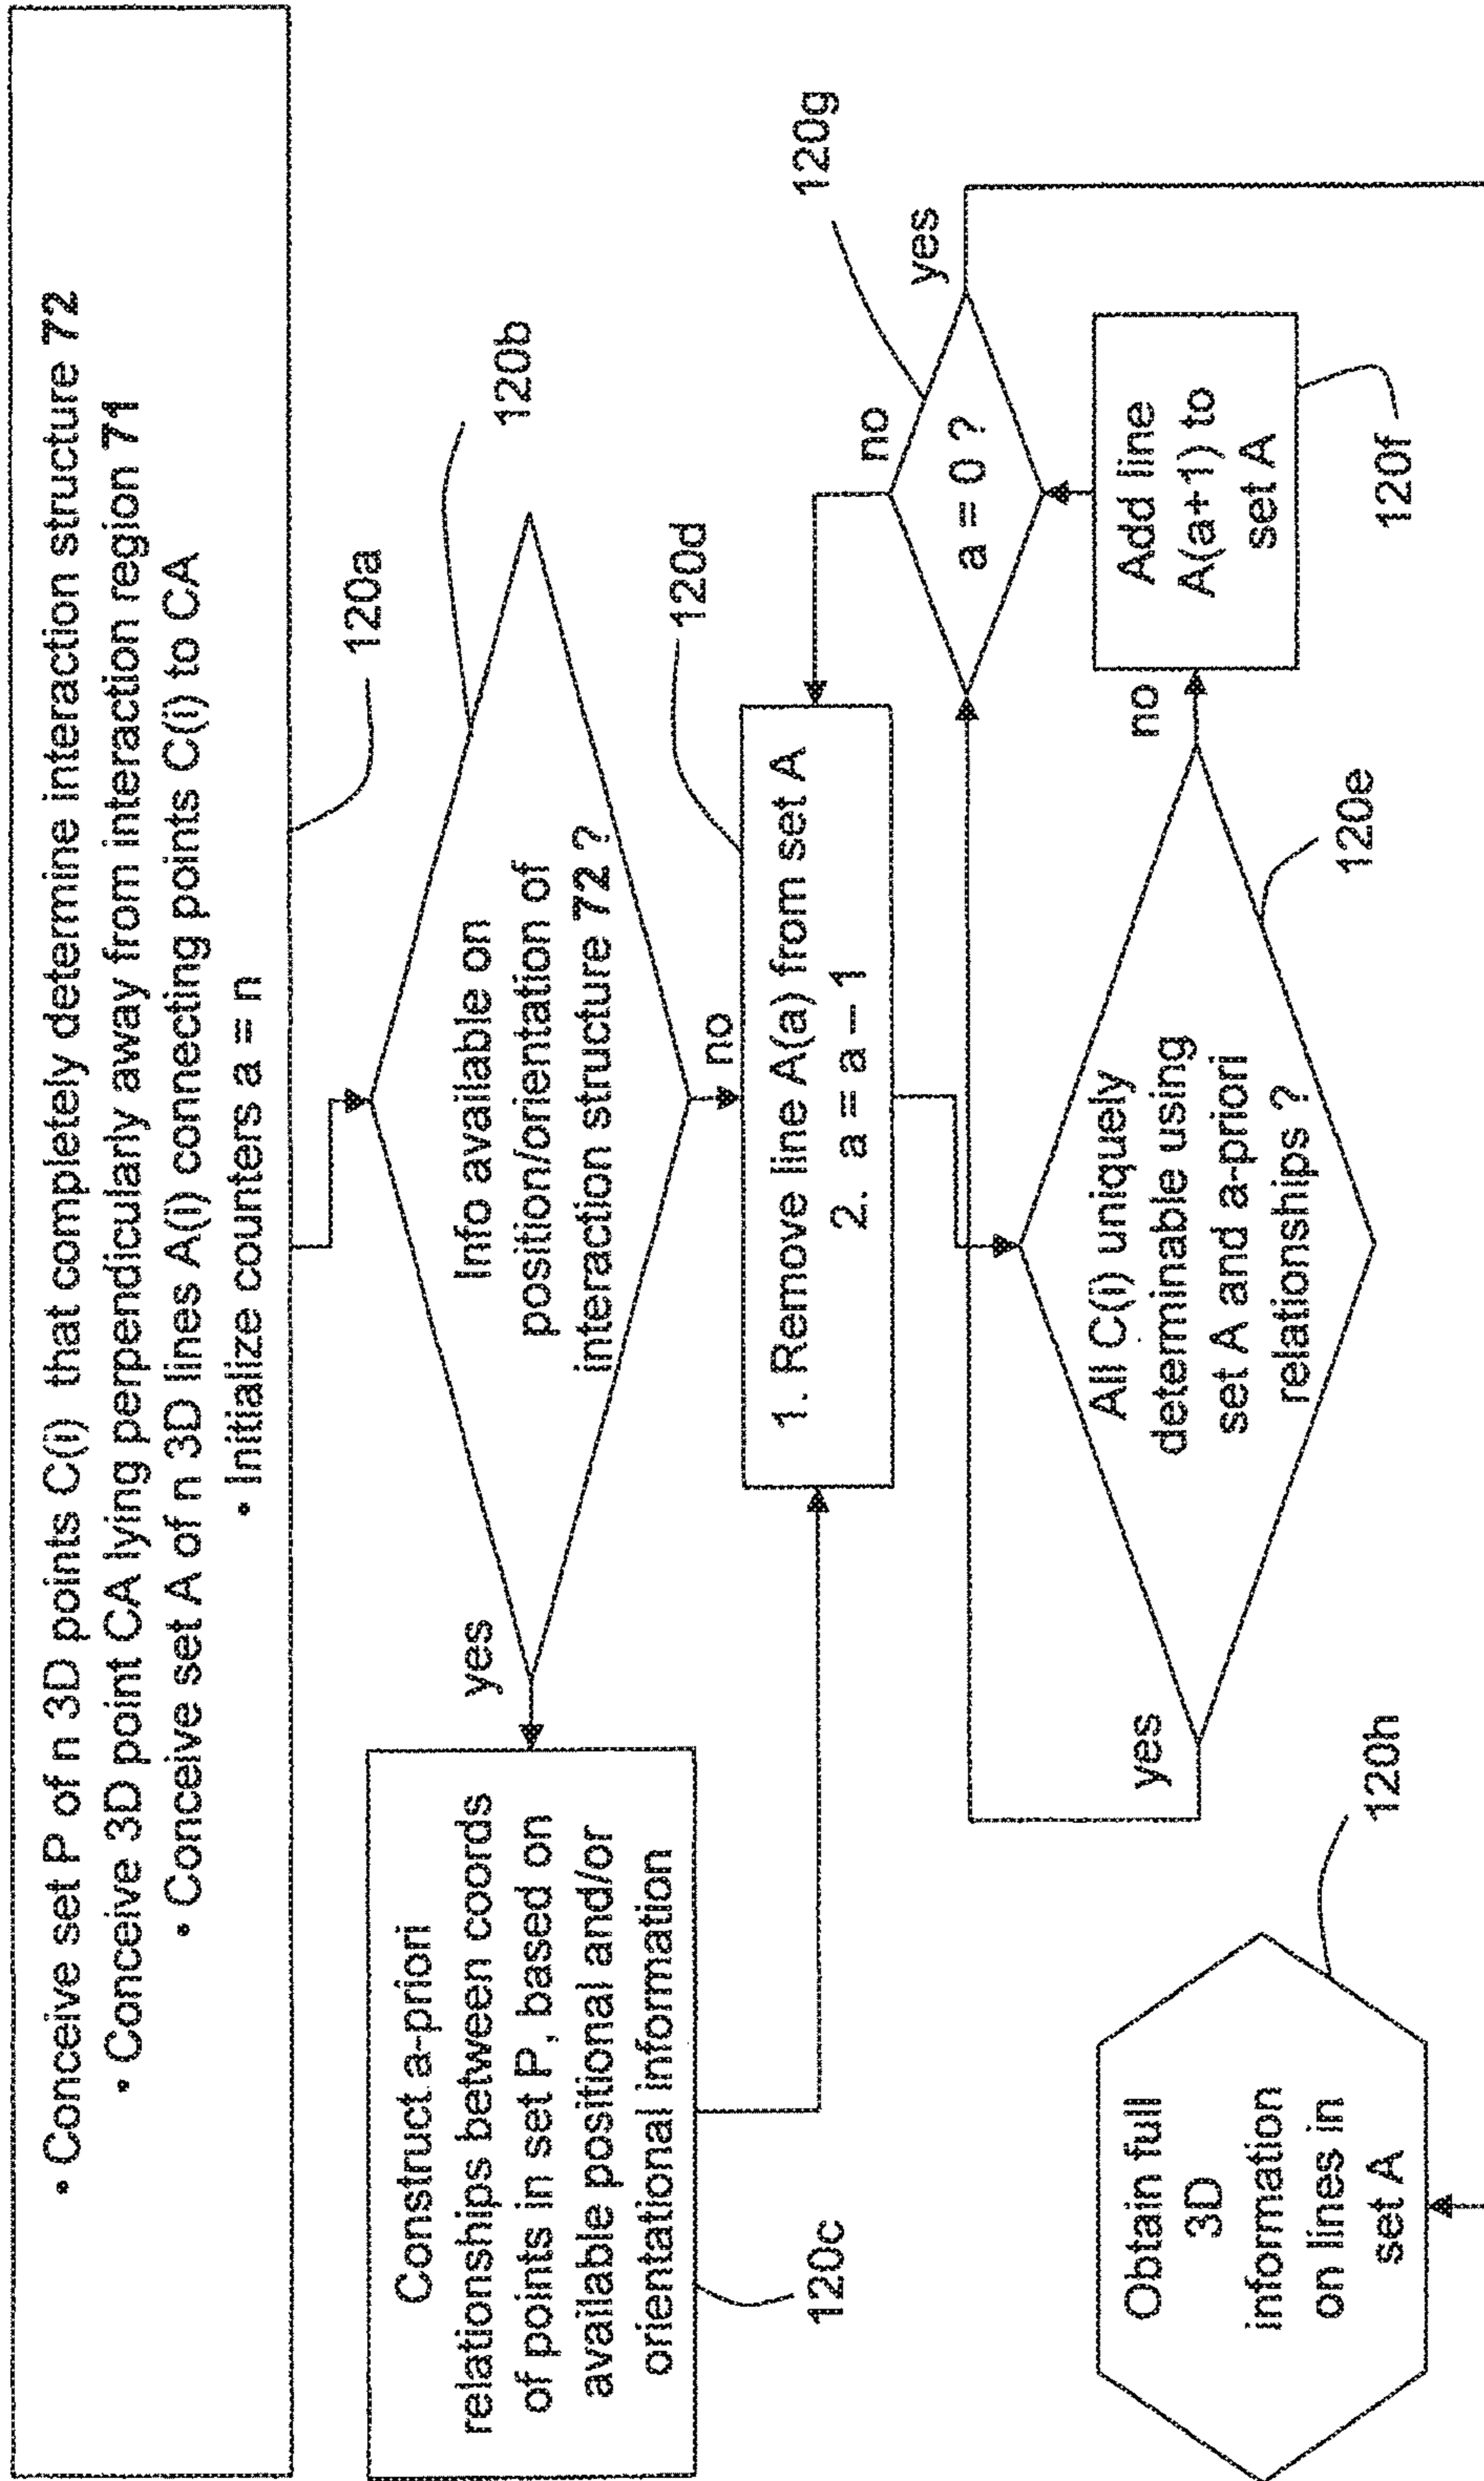 • Conceive set P of n 3D points C(i) that completely determine interaction structure 72
• Conceive 3D point CA lying perpendicularly away from interaction region 71
• Conceive set A of n 3D lines A(i) connecting points C(i) to CA
• Initialize counters a = n
120a
Info available on
position/orientation of
interaction structure 72 ?
120b
yes
no
Construct a-priori
relationships between coords
of points in set P, based on
available positional and/or
orientational information
120c
1. Remove line A(a) from set A
2. a = a – 1
120d
All C(i) uniquely
determinable using
set A and a-priori
relationships ?
120e
yes
no
Add line
A(a+1) to
set A
120f
a = 0 ?
120g
no
yes
Obtain full
3D
information
on lines in
set A
120h